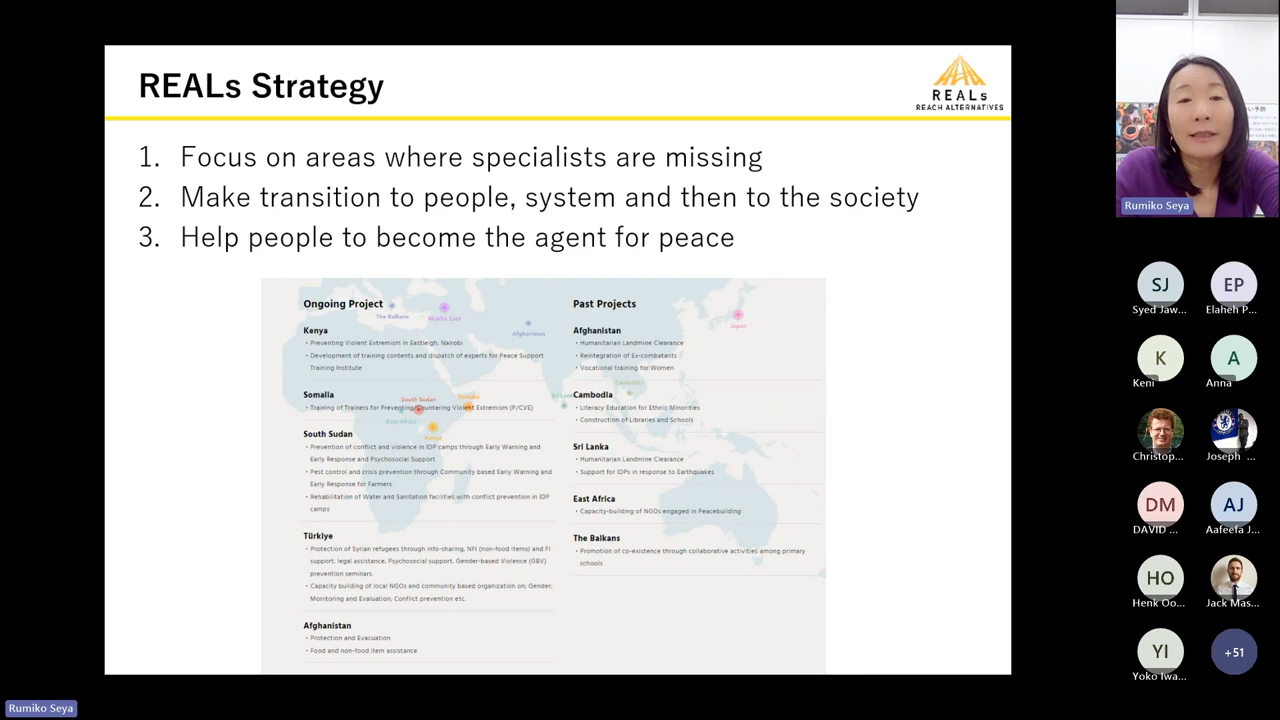 REALs Strategy
REALs
REACH ALTERNATIVES
1. Focus on areas where specialists are missing
2. Make transition to people, system and then to the society
3. Help people to become the agent for peace
Ongoing Project
The Balkans
Middle East
Afghanistan
Kenya
・Preventing Violent Extremism in Eastleigh, Nairobi
・Development of training contents and dispatch of experts for Peace Support
Training Institute
Somalia
South Sudan
Somalia
・Training of Trainers for Preventing/Countering Violent Extremism (P/CVE)
East Africa
Kenya
South Sudan
・Prevention of conflict and violence in IDP camps through Early Warning and
Early Response and Psychosocial Support
・Pest control and crisis prevention through Community based Early Warning and
Early Response for Farmers
・Rehabilitation of Water and Sanitation facilities with conflict prevention in IDP
camps
Türkiye
・Protection of Syrian refugees through info-sharing, NFI (non-food items) and FI
support, legal assistance, Psychosocial support, Gender-based Violence (GBV)
prevention seminars.
・Capacity building of local NGOs and community based organization on; Gender,
Monitoring and Evaluation, Conflict prevention etc.
Afghanistan
・Protection and Evacuation
・Food and non-food item assistance
Past Projects
Japan
Afghanistan
・Humanitarian Landmine Clearance
・Reintegration of Ex-combatants
・Vocational training for Women
Cambodia
Cambodia
・Literacy Education for Ethnic Minorities
・Construction of Libraries and Schools
Sri Lanka
・Humanitarian Landmine Clearance
・Support for IDPs in response to Earthquakes
East Africa
・Capacity-building of NGOs engaged in Peacebuilding
The Balkans
・Promotion of co-existence through collaborative activities among primary
schools
Rumiko Seya
SJ
Syed Jaw...
EP
Elaheh P...
K
Keni
A
Anna
Christop...
Joseph ...
DM
DAVID ...
AJ
Aafeefa J...
HO
Henk Oo...
Jack Mas...
YI
Yoko Iwa...
+51
Rumiko Seya